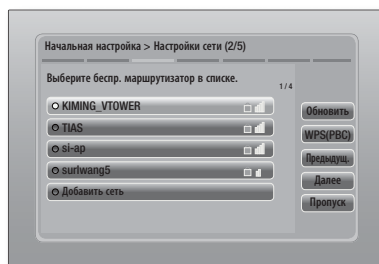 Начальная настройка > Настройки сети (2/5)
Выберите беспр. маршрутизатор в списке.
1/4
KIMING_VTOWER
TIAS
si-ap
surlwang5
Добавить сеть
Обновить
WPS(PBC)
Предыдущ.
Далее
Пропуск